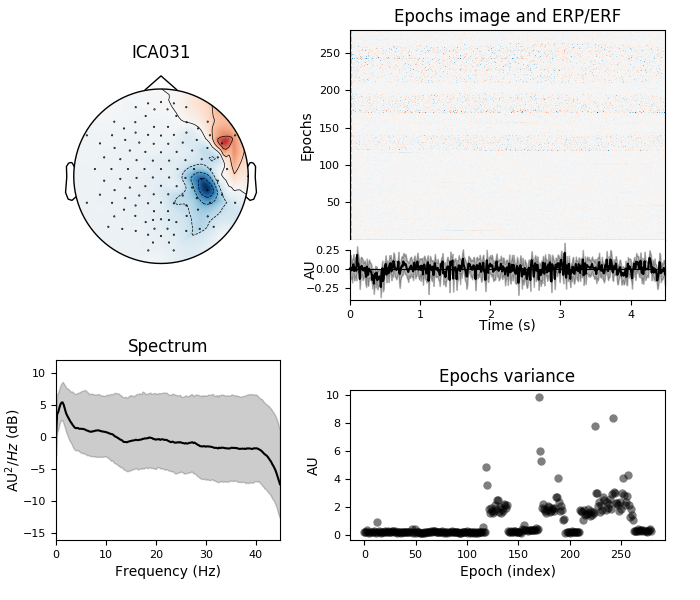 ICA031
Epochs image and ERP/ERF
Epochs
250
200
150
100
50
AU
0.25
0.00
−0.25
0 1 2 3 4
Time (s)
Spectrum
AU²/Hz (dB)
10
5
0
−5
−10
−15
0 10 20 30 40
Frequency (Hz)
Epochs variance
AU
10
8
6
4
2
0
0 50 100 150 200 250
Epoch (index)